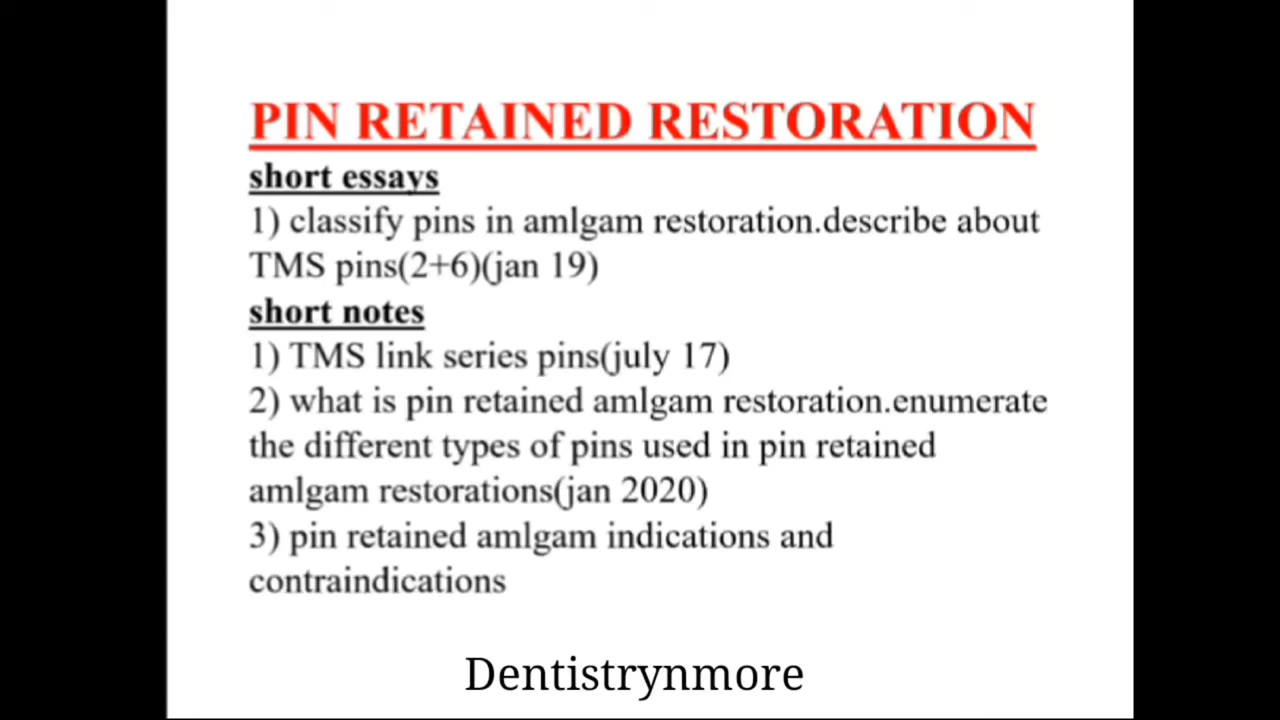 PIN RETAINED RESTORATION
short essays
1) classify pins in amlgam restoration.describe about
TMS pins(2+6)(jan 19)
short notes
1) TMS link series pins(july 17)
2) what is pin retained amlgam restoration.enumerate
the different types of pins used in pin retained
amlgam restorations(jan 2020)
3) pin retained amlgam indications and
contraindications
Dentistrynmore